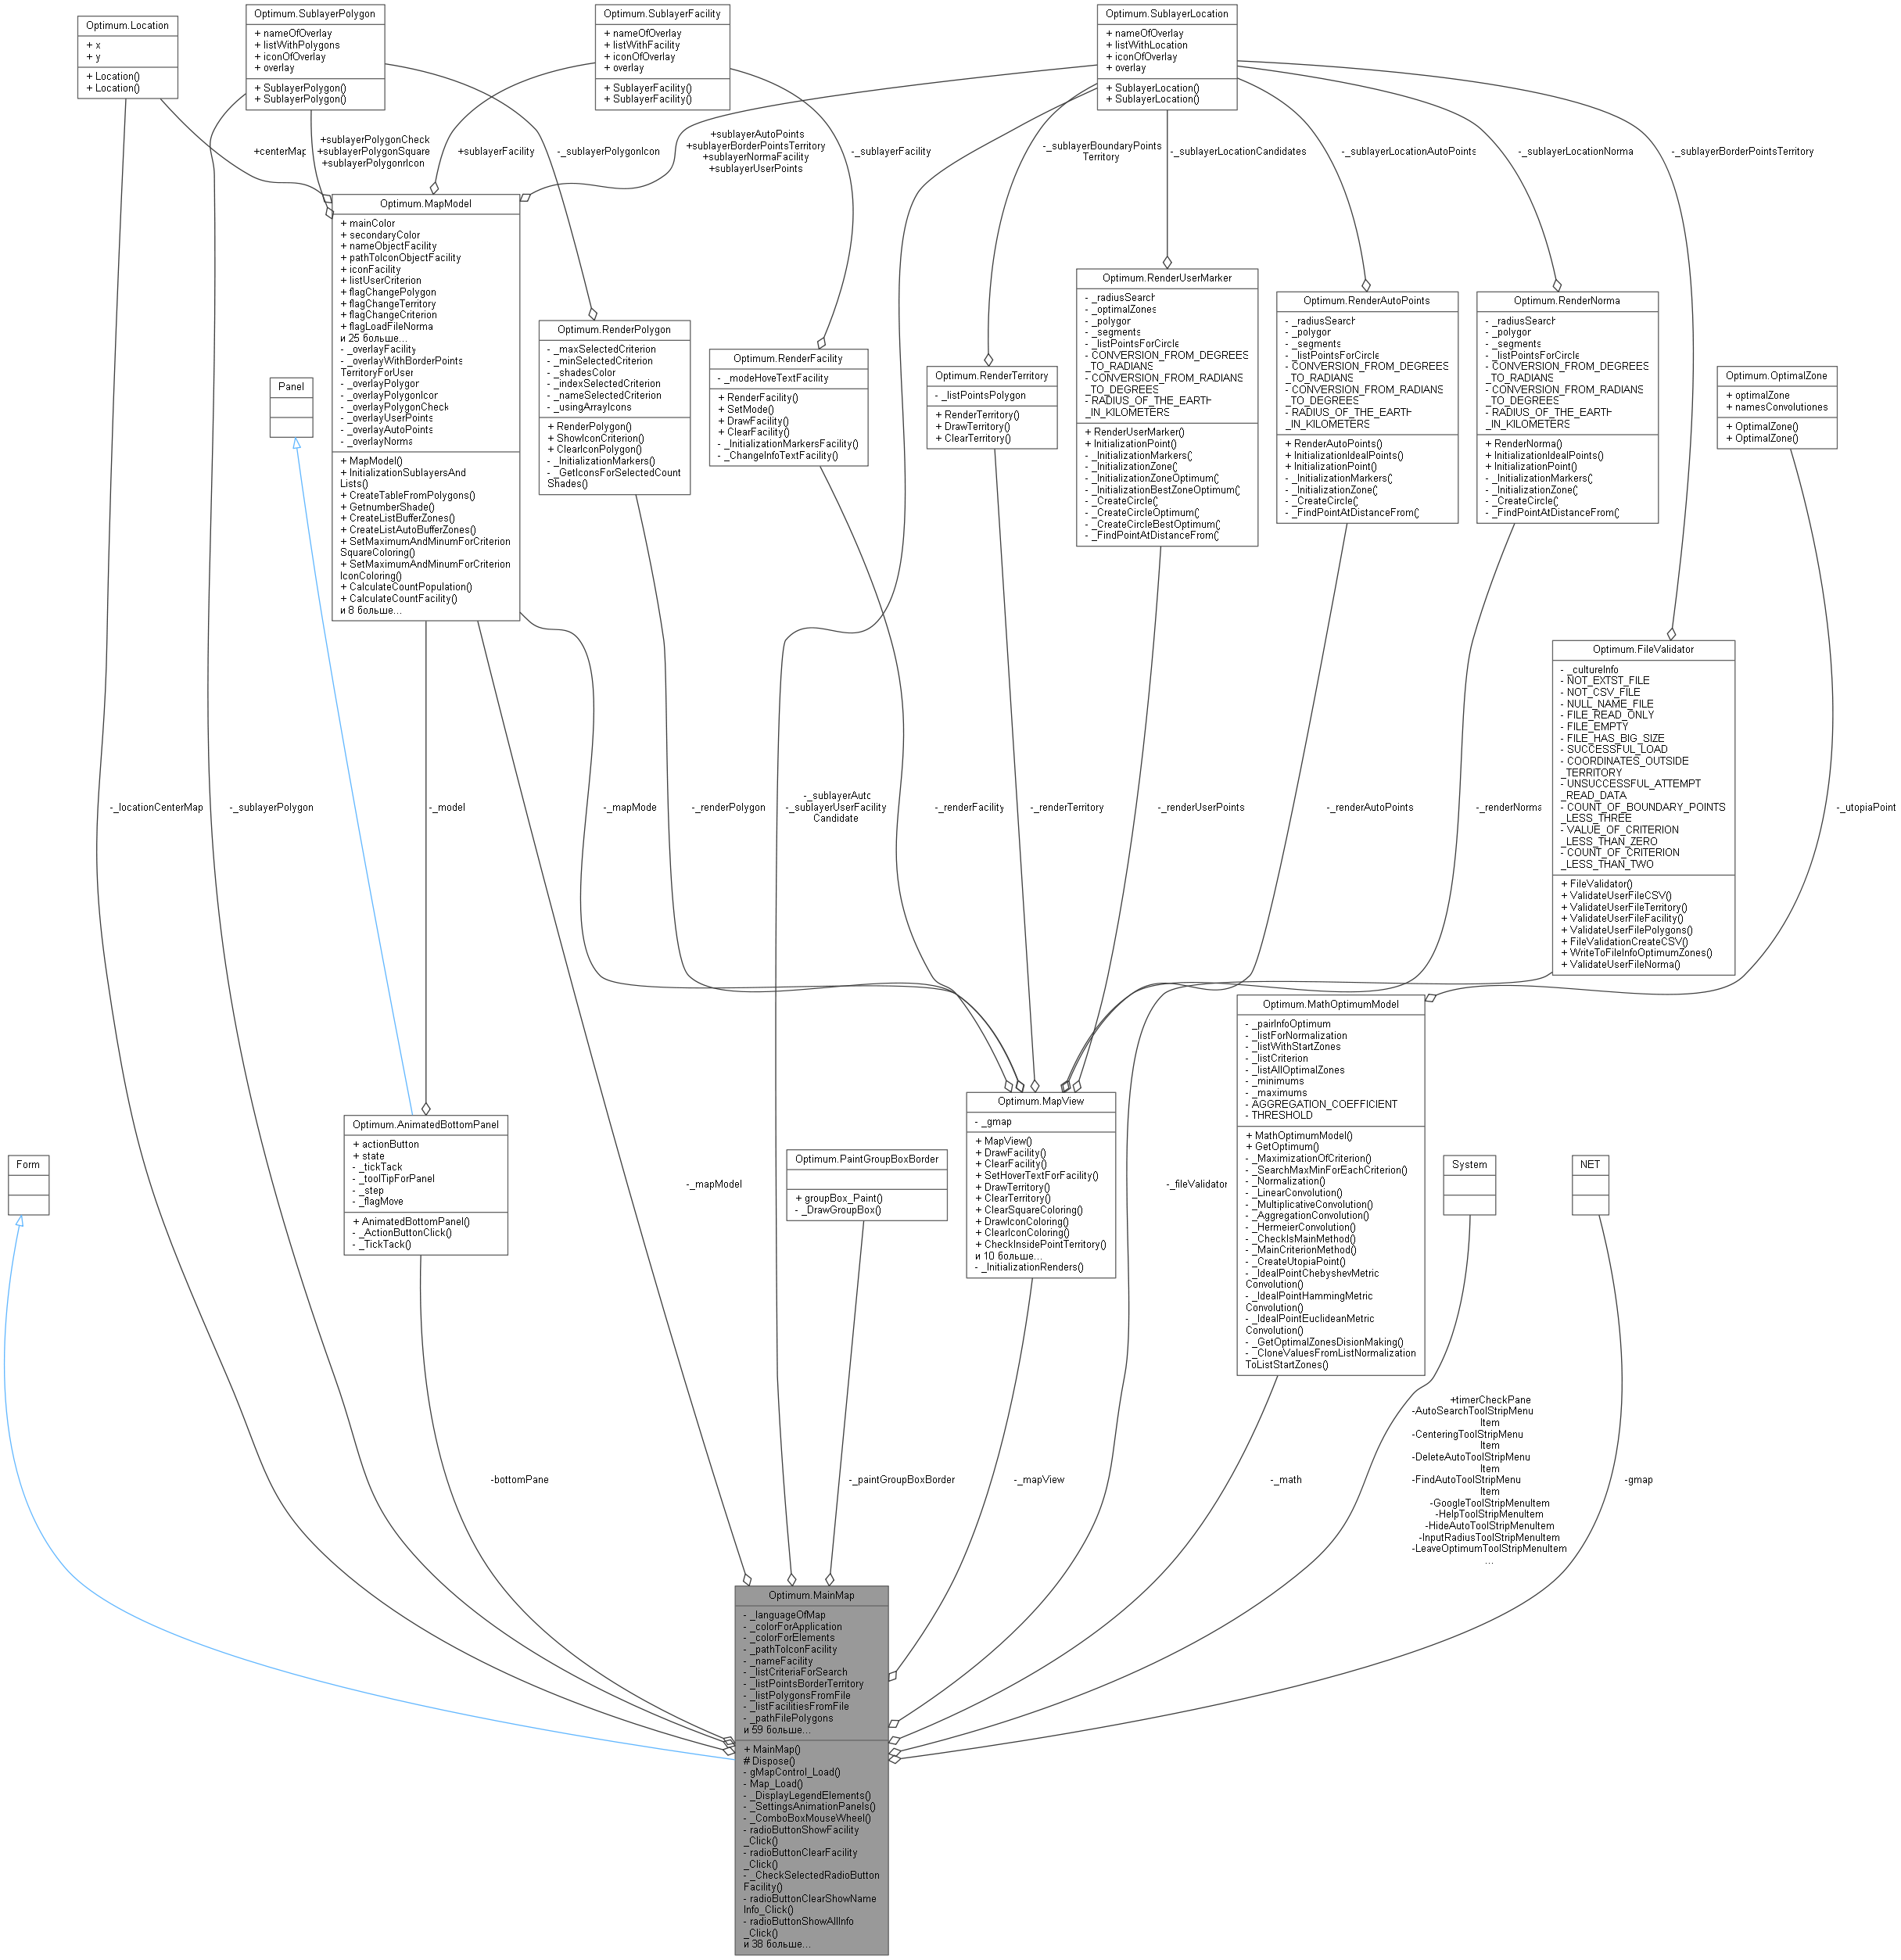 Optimum.Location
+ x
+ y
+ Location()
+ Location()
Optimum.SublayerPolygon
+ nameOfOverlay
+ listWithPolygons
+ iconOfOverlay
+ overlay
+ SublayerPolygon()
+ SublayerPolygon()
Optimum.SublayerFacility
+ nameOfOverlay
+ listWithFacility
+ iconOfOverlay
+ overlay
+ SublayerFacility()
+ SublayerFacility()
Optimum.SublayerLocation
+ nameOfOverlay
+ listWithLocation
+ iconOfOverlay
+ overlay
+ SublayerLocation()
+ SublayerLocation()
+centerMap
+sublayerPolygonCheck
+sublayerPolygonSquare
+sublayerPolygonIcon
+sublayerFacility
-_sublayerPolygonIcon
+sublayerAutoPoints
+sublayerBorderPointsTerritory
+sublayerNormaFacility
+sublayerUserPoints
-_sublayerFacility
-_sublayerBoundaryPoints
Territory
-_sublayerLocationCandidates
-_sublayerLocationAutoPoints
-_sublayerLocationNorma
-_sublayerBorderPointsTerritory
Optimum.MapModel
+ mainColor
+ secondaryColor
+ nameObjectFacility
+ pathToIconObjectFacility
+ iconFacility
+ listUserCriterion
+ flagChangePolygon
+ flagChangeTerritory
+ flagChangeCriterion
+ flagLoadFileNorma
и 25 больше...
- _overlayFacility
- _overlayWithBorderPoints
TerritoryForUser
- _overlayPolygon
- _overlayPolygonIcon
- _overlayPolygonCheck
- _overlayUserPoints
- _overlayAutoPoints
- _overlayNorma
+ MapModel()
+ InitializationSublayersAnd
Lists()
+ CreateTableFromPolygons()
+ GetnumberShade()
+ CreateListBufferZones()
+ CreateListAutoBufferZones()
+ SetMaximumAndMinumForCriterion
SquareColoring()
+ SetMaximumAndMinumForCriterion
IconColoring()
+ CalculateCountPopulation()
+ CalculateCountFacility()
и 8 больше...
Panel
Optimum.RenderPolygon
- _maxSelectedCriterion
- _minSelectedCriterion
- _shadesColor
- _indexSelectedCriterion
- _nameSelectedCriterion
- _usingArrayIcons
+ RenderPolygon()
+ ShowIconCriterion()
+ ClearIconPolygon()
- _InitializationMarkers()
- _GetIconsForSelectedCount
Shades()
Optimum.RenderFacility
- _modeHoveTextFacility
+ RenderFacility()
+ SetMode()
+ DrawFacility()
+ ClearFacility()
- _InitializationMarkersFacility()
- _ChangeInfoTextFacility()
Optimum.RenderTerritory
- _listPointsPolygon
+ RenderTerritory()
+ DrawTerritory()
+ ClearTerritory()
Optimum.RenderUserMarker
- _radiusSearch
- _optimalZones
- _polygon
- _segments
- _listPointsForCircle
- CONVERSION_FROM_DEGREES
_TO_RADIANS
- CONVERSION_FROM_RADIANS
_TO_DEGREES
- RADIUS_OF_THE_EARTH
_IN_KILOMETERS
+ RenderUserMarker()
+ InitializationPoint()
- _InitializationMarkers()
- _InitializationZone()
- _InitializationZoneOptimum()
- _InitializationBestZoneOptimum()
- _CreateCircle()
- _CreateCircleOptimum()
- _CreateCircleBestOptimum()
- _FindPointAtDistanceFrom()
Optimum.RenderAutoPoints
- _radiusSearch
- _polygon
- _segments
- _listPointsForCircle
- CONVERSION_FROM_DEGREES
_TO_RADIANS
- CONVERSION_FROM_RADIANS
_TO_DEGREES
- RADIUS_OF_THE_EARTH
_IN_KILOMETERS
+ RenderAutoPoints()
+ InitializationIdealPoints()
+ InitializationPoint()
- _InitializationMarkers()
- _InitializationZone()
- _CreateCircle()
- _FindPointAtDistanceFrom()
Optimum.RenderNorma
- _radiusSearch
- _polygon
- _segments
- _listPointsForCircle
- CONVERSION_FROM_DEGREES
_TO_RADIANS
- CONVERSION_FROM_RADIANS
_TO_DEGREES
- RADIUS_OF_THE_EARTH
_IN_KILOMETERS
+ RenderNorma()
+ InitializationIdealPoints()
+ InitializationPoint()
- _InitializationMarkers()
- _InitializationZone()
- _CreateCircle()
- _FindPointAtDistanceFrom()
Optimum.OptimalZone
+ optimalZone
+ namesConvolutiones
+ OptimalZone()
+ OptimalZone()
Optimum.FileValidator
- _cultureInfo
- NOT_EXTST_FILE
- NOT_CSV_FILE
- NULL_NAME_FILE
- FILE_READ_ONLY
- FILE_EMPTY
- FILE_HAS_BIG_SIZE
- SUCCESSFUL_LOAD
- COORDINATES_OUTSIDE
_TERRITORY
- UNSUCCESSFUL_ATTEMPT
_READ_DATA
- COUNT_OF_BOUNDARY_POINTS
_LESS_THREE
- VALUE_OF_CRITERION
_LESS_THAN_ZERO
- COUNT_OF_CRITERION
_LESS_THAN_TWO
+ FileValidator()
+ ValidateUserFileCSV()
+ ValidateUserFileTerritory()
+ ValidateUserFileFacility()
+ ValidateUserFilePolygons()
+ FileValidationCreateCSV()
+ WriteToFileInfoOptimumZones()
+ ValidateUserFileNorma()
-_locationCenterMap
-_sublayerPolygon
-_model
-_mapModel
-_renderPolygon
-_sublayerAuto
-_sublayerUserFacility
Candidate
-_renderFacility
-_renderTerritory
-_renderUserPoints
-_renderAutoPoints
-_renderNorma
-_utopiaPoint
Optimum.MathOptimumModel
- _pairInfoOptimum
- _listForNormalization
- _listWithStartZones
- _listCriterion
- _listAllOptimalZones
- _minimums
- _maximums
- AGGREGATION_COEFFICIENT
- THRESHOLD
+ MathOptimumModel()
+ GetOptimum()
- _MaximizationOfCriterion()
- _SearchMaxMinForEachCriterion()
- _Normalization()
- _LinearConvolution()
- _MultiplicativeConvolution()
- _AggregationConvolution()
- _HermeierConvolution()
- _CheckIsMainMethod()
- _MainCriterionMethod()
- _CreateUtopiaPoint()
- _IdealPointChebyshevMetric
Convolution()
- _IdealPointHammingMetric
Convolution()
- _IdealPointEuclideanMetric
Convolution()
- _GetOptimalZonesDisionMaking()
- _CloneValuesFromListNormalization
ToListStartZones()
Optimum.MapView
- _gmap
+ MapView()
+ DrawFacility()
+ ClearFacility()
+ SetHoverTextForFacility()
+ DrawTerritory()
+ ClearTerritory()
+ ClearSquareColoring()
+ DrawIconColoring()
+ ClearIconColoring()
+ CheckInsidePointTerritory()
и 10 больше...
- _InitializationRenders()
Optimum.AnimatedBottomPanel
+ actionButton
+ state
- _tickTack
- _toolTipForPanel
- _step
- _flagMove
+ AnimatedBottomPanel()
- _ActionButtonClick()
- _TickTack()
Form
Optimum.PaintGroupBoxBorder
+ groupBox_Paint()
- _DrawGroupBox()
System
NET
-_mapModel
-_fileValidator
-bottomPane
-_paintGroupBoxBorder
-_mapView
-_math
+timerCheckPane
-AutoSearchToolStripMenu
Item
-CenteringToolStripMenu
Item
-DeleteAutoToolStripMenu
Item
-FindAutoToolStripMenu
Item
-GoogleToolStripMenuItem
-HelpToolStripMenuItem
-HideAutoToolStripMenuItem
-InputRadiusToolStripMenuItem
-LeaveOptimumToolStripMenuItem
...
-gmap
Optimum.MainMap
- _languageOfMap
- _colorForApplication
- _colorForElements
- _pathToIconFacility
- _nameFacility
- _listCriteriaForSearch
- _listPointsBorderTerritory
- _listPolygonsFromFile
- _listFacilitiesFromFile
- _pathFilePolygons
и 59 больше...
+ MainMap()
# Dispose()
- gMapControl_Load()
- Map_Load()
- _DisplayLegendElements()
- _SettingsAnimationPanels()
- _ComboBoxMouseWheel()
- radioButtonShowFacility
_Click()
- radioButtonClearFacility
_Click()
- _CheckSelectedRadioButton
Facility()
- radioButtonClearShowName
Info_Click()
- radioButtonShowAllInfo
_Click()
и 38 больше...